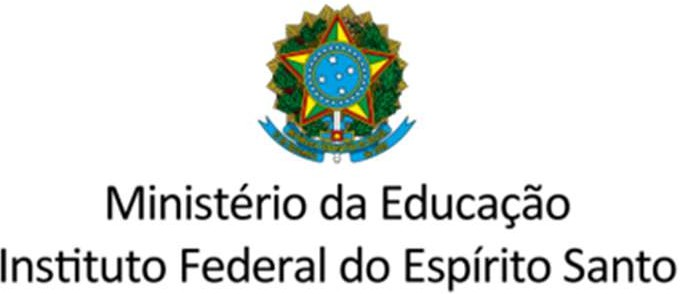 Ministério da Educação
Instituto Federal do Espírito Santo